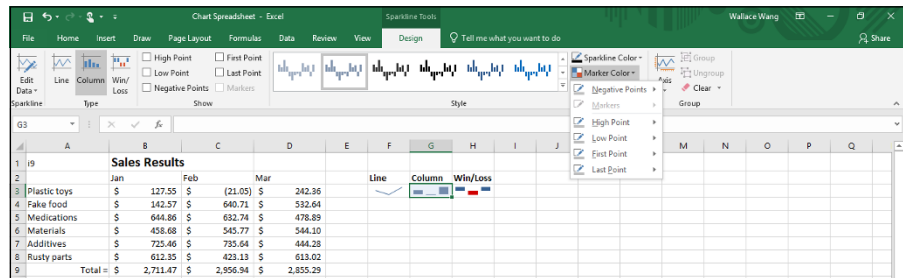 Chart Spreadsheet - Excel
Sparkline Tools
Wallace Wang
File Home Insert Draw Page Layout Formulas Data Review View Design Tell me what you want to do Share
Edit Data
Line
Column
Win/Loss
High Point First Point
Low Point Last Point
Negative Points Markers
Sparkline Color
Marker Color
Axis
Group
Ungroup
Clear
Sparkline Type Show Style Group
Negative Points
Markers
High Point
Low Point
First Point
Last Point
G3 fx
A B C D E F G H I J M N O P Q
1 i9 Sales Results
2 Jan Feb Mar Line Column Win/Loss
3 Plastic toys $ 127.55 $ (21.05) $ 242.36
4 Fake food $ 142.57 $ 640.71 $ 532.64
5 Medications $ 644.86 $ 632.74 $ 478.89
6 Motherboards $ 458.68 $ 545.77 $ 544.10
7 Additives $ 725.46 $ 735.64 $ 444.28
8 Rusty parts $ 612.35 $ 423.13 $ 613.02
9 Total = $ 2,711.47 $ 2,956.94 $ 2,855.29